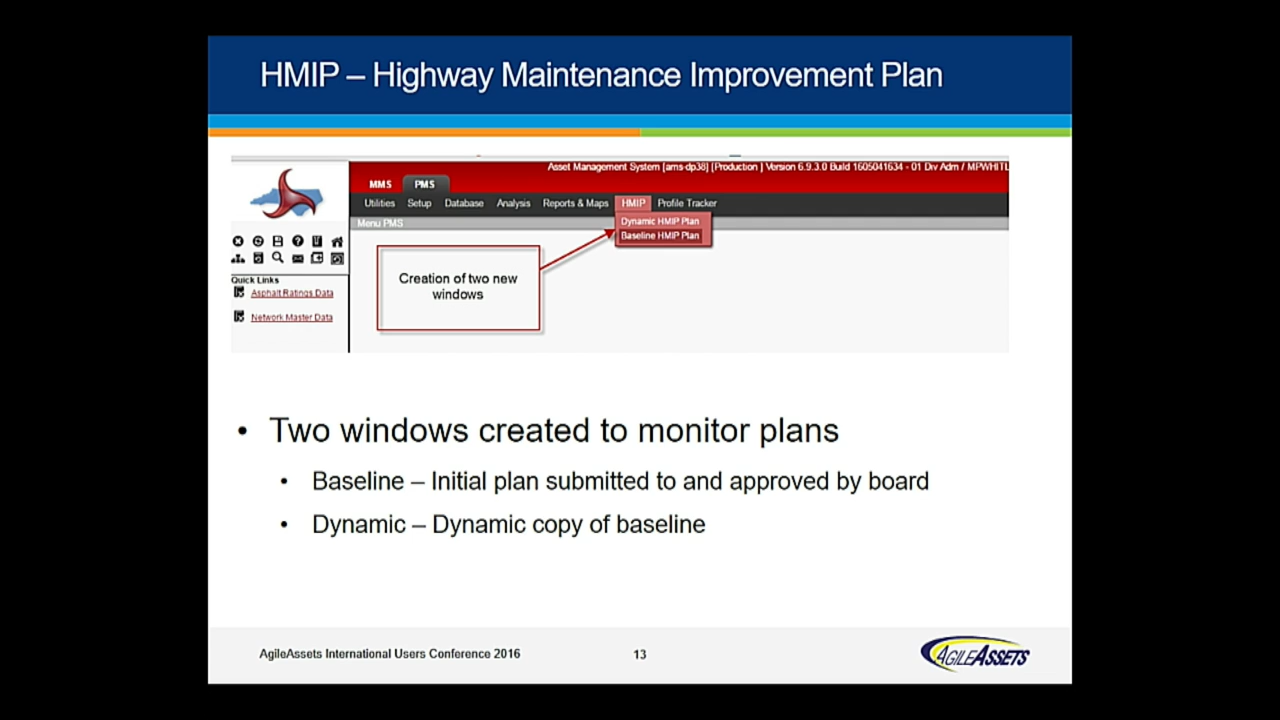 HMIP – Highway Maintenance Improvement Plan
Asset Management System [ams-dp38] [Production ] Version 6.9.3.0 Build 1605041634 - 01 Div Adm / MPWHITL
MMS PMS
Utilities Setup Database Analysis Reports & Maps HMIP Profile Tracker
Menu PMS
Dynamic HMIP Plan
Baseline HMIP Plan
Creation of two new
windows
Quick Links
Asphalt Ratings Data
Network Master Data
• Two windows created to monitor plans
• Baseline – Initial plan submitted to and approved by board
• Dynamic – Dynamic copy of baseline
AgileAssets International Users Conference 2016
13
AGILEASSETS